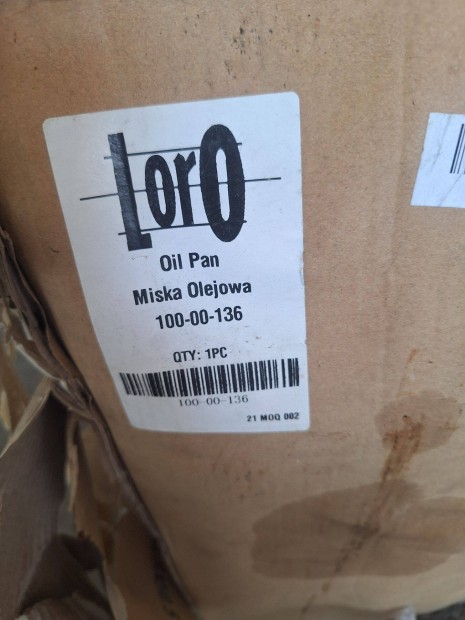 LorO
Oil Pan
Miska Olejowa
100-00-136
QTY: 1PC
100-00-136
21 MOQ 002